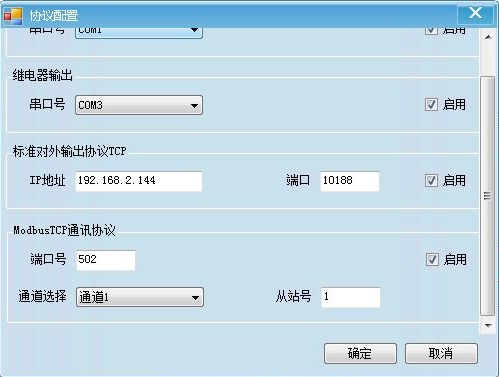 协议配置
串口号 COM1 启用
继电器输出
串口号 COM3 启用
标准对外输出协议TCP
IP地址 192.168.2.144 端口 10188 启用
ModbusTCP通讯协议
端口号 502 启用
通道选择 通道1 从站号 1
确定 取消